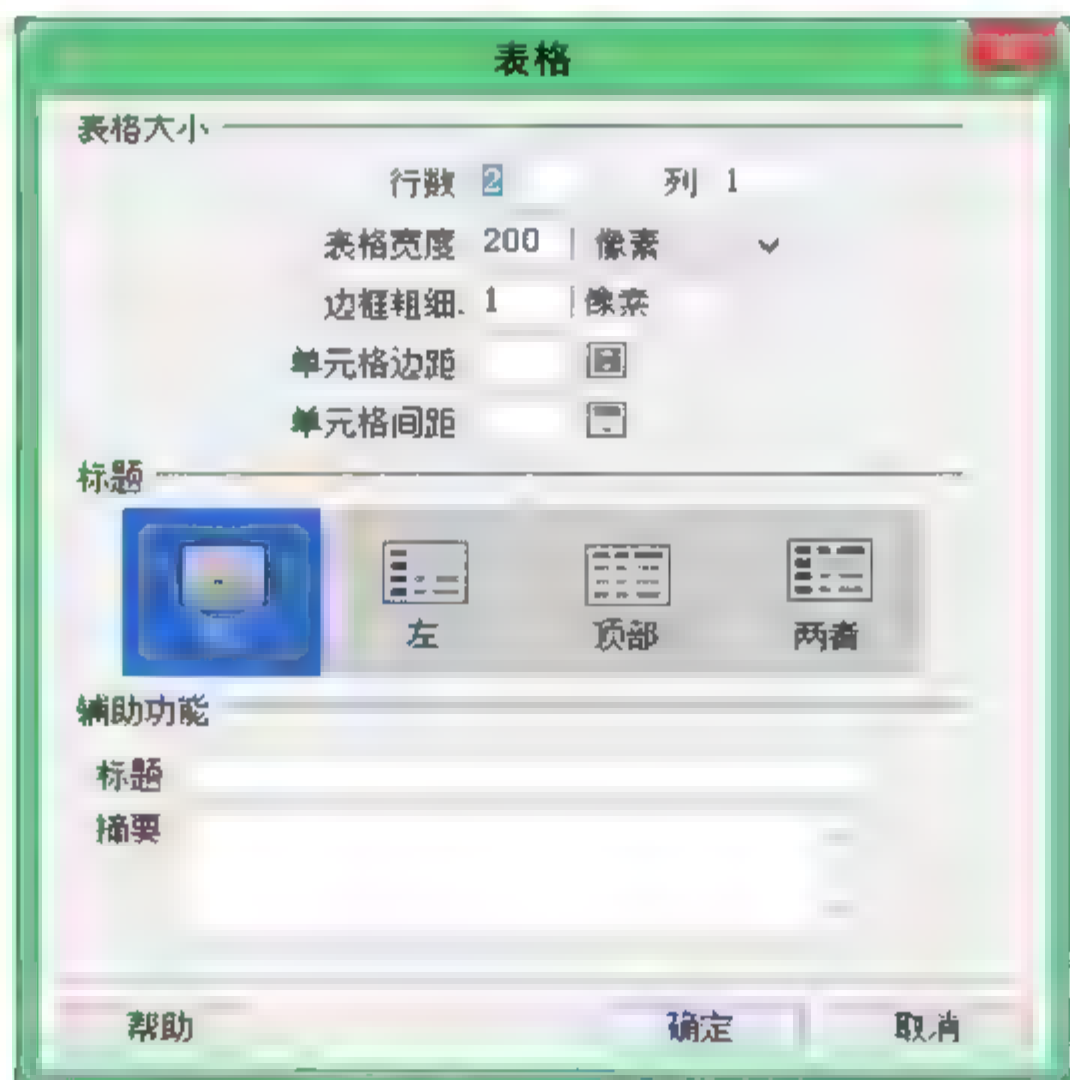 表格
表格大小
行数 2 列 1
表格宽度 200 像素
边框粗细. 1 像素
单元格边距
单元格间距
标题
左 顶部 两者
辅助功能
标题
摘要
帮助 确定 取消